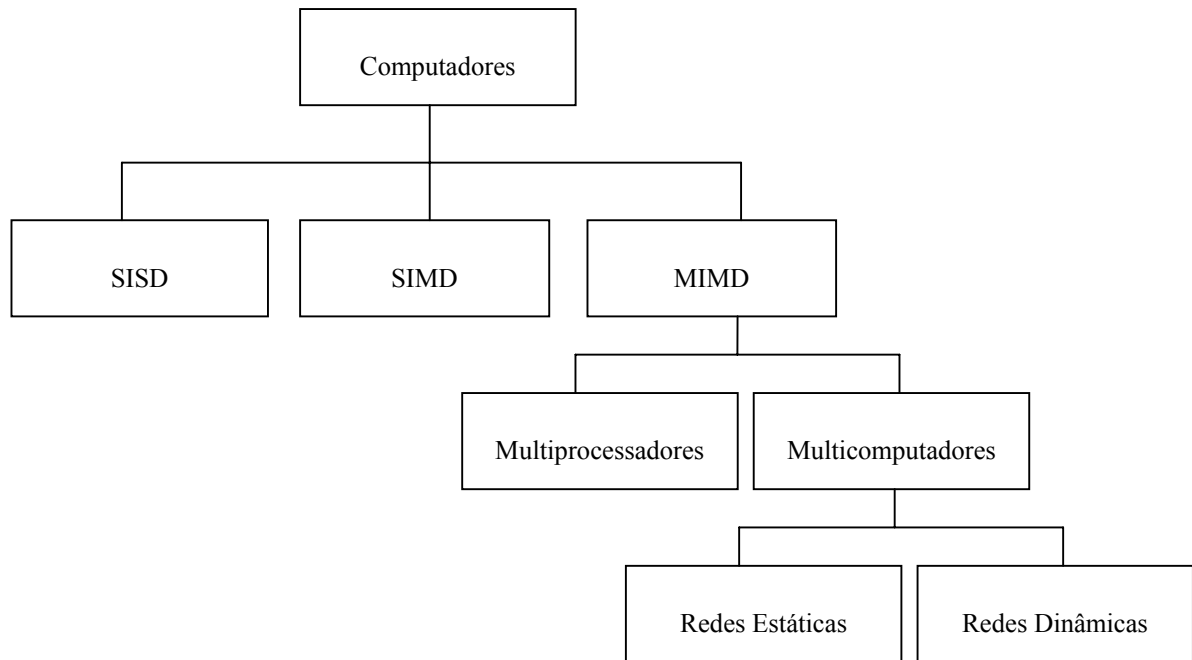 Computadores
SISD
SIMD
MIMD
Multiprocessadores
Multicomputadores
Redes Estáticas
Redes Dinâmicas